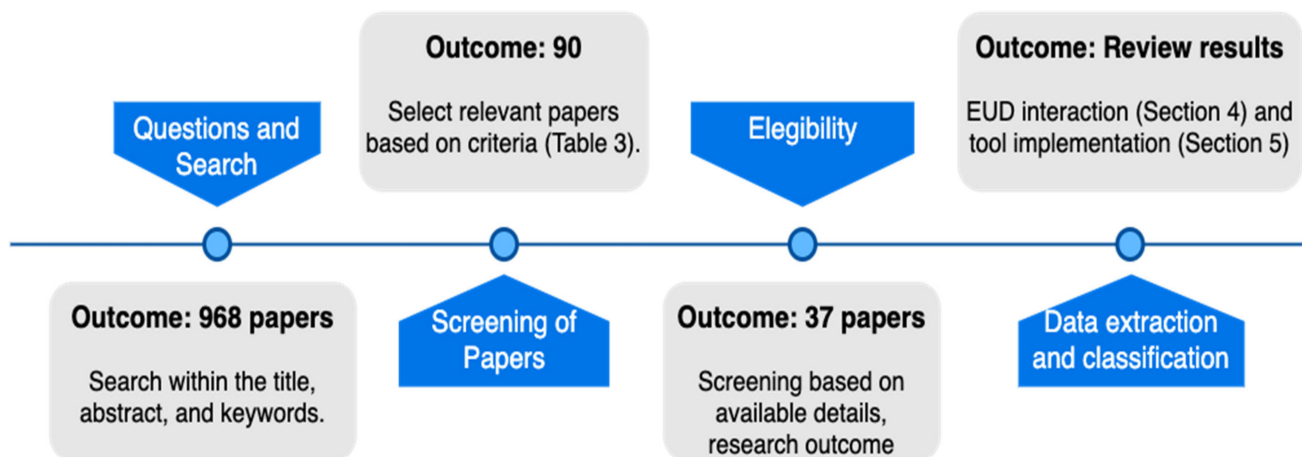 Questions and
Search
Outcome: 968 papers
Search within the title,
abstract, and keywords.
Outcome: 90
Select relevant papers
based on criteria (Table 3).
Screening of
Papers
Elegibility
Outcome: 37 papers
Screening based on
available details,
research outcome
Outcome: Review results
EUD interaction (Section 4) and
tool implementation (Section 5)
Data extraction
and classification